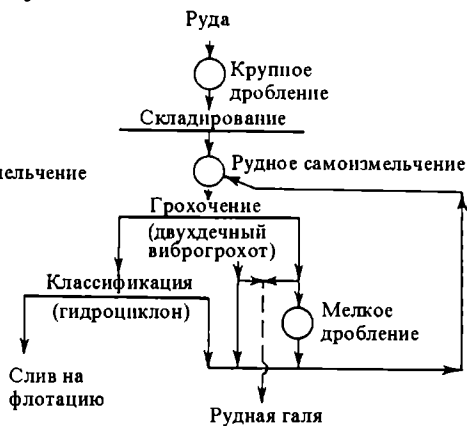 Руда
Крупное
дробление
Складирование
Рудное самоизмельчение
мельчение
Грохочение
(двухдечный
виброгрохот)
Классификация
(гидроциклон)
Мелкое
дробление
Слив на
флотацию
Рудная галя